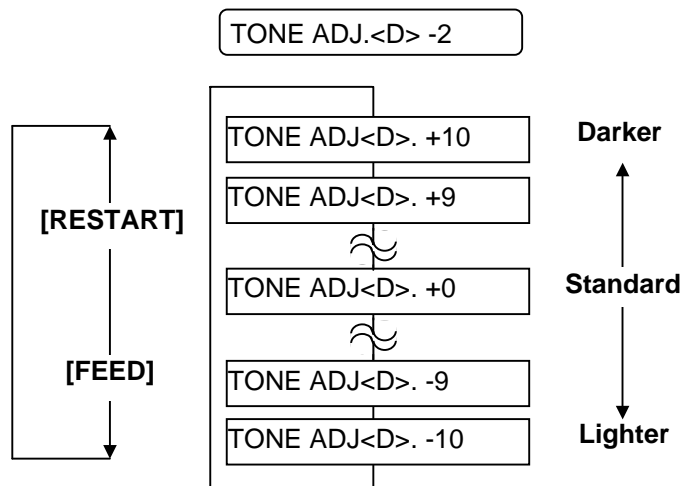 TONE ADJ.<D> -2
TONE ADJ<D>. +10
Darker
TONE ADJ<D>. +9
[RESTART]
TONE ADJ<D>. +0
Standard
[FEED]
TONE ADJ<D>. -9
TONE ADJ<D>. -10
Lighter